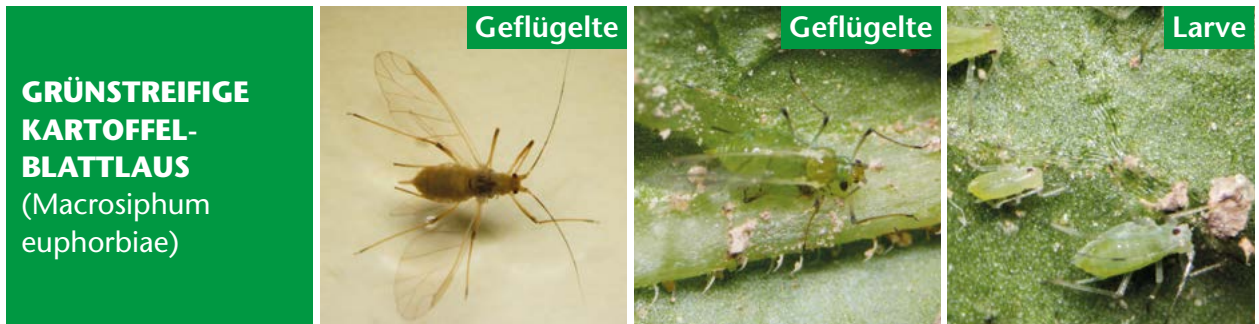 GRÜNSTREIFIGE
KARTOFFEL-
BLATTLAUS
(Macrosiphum
euphorbiae)
Geflügelte
Geflügelte
Larve